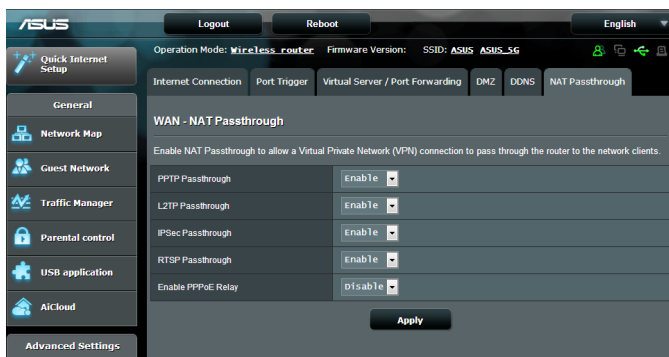 ASUS
Logout
Reboot
English
Operation Mode: Wireless router Firmware Version: SSID: ASUS ASUS_5G
Quick Internet
Setup
General
Network Map
Guest Network
Traffic Manager
Parental control
USB application
AiCloud
Advanced Settings
Internet Connection
Port Trigger
Virtual Server / Port Forwarding
DMZ
DDNS
NAT Passthrough
WAN - NAT Passthrough
Enable NAT Passthrough to allow a Virtual Private Network (VPN) connection to pass through the router to the network clients.
PPTP Passthrough Enable
L2TP Passthrough Enable
IPSec Passthrough Enable
RTSP Passthrough Enable
Enable PPPoE Relay Disable
Apply